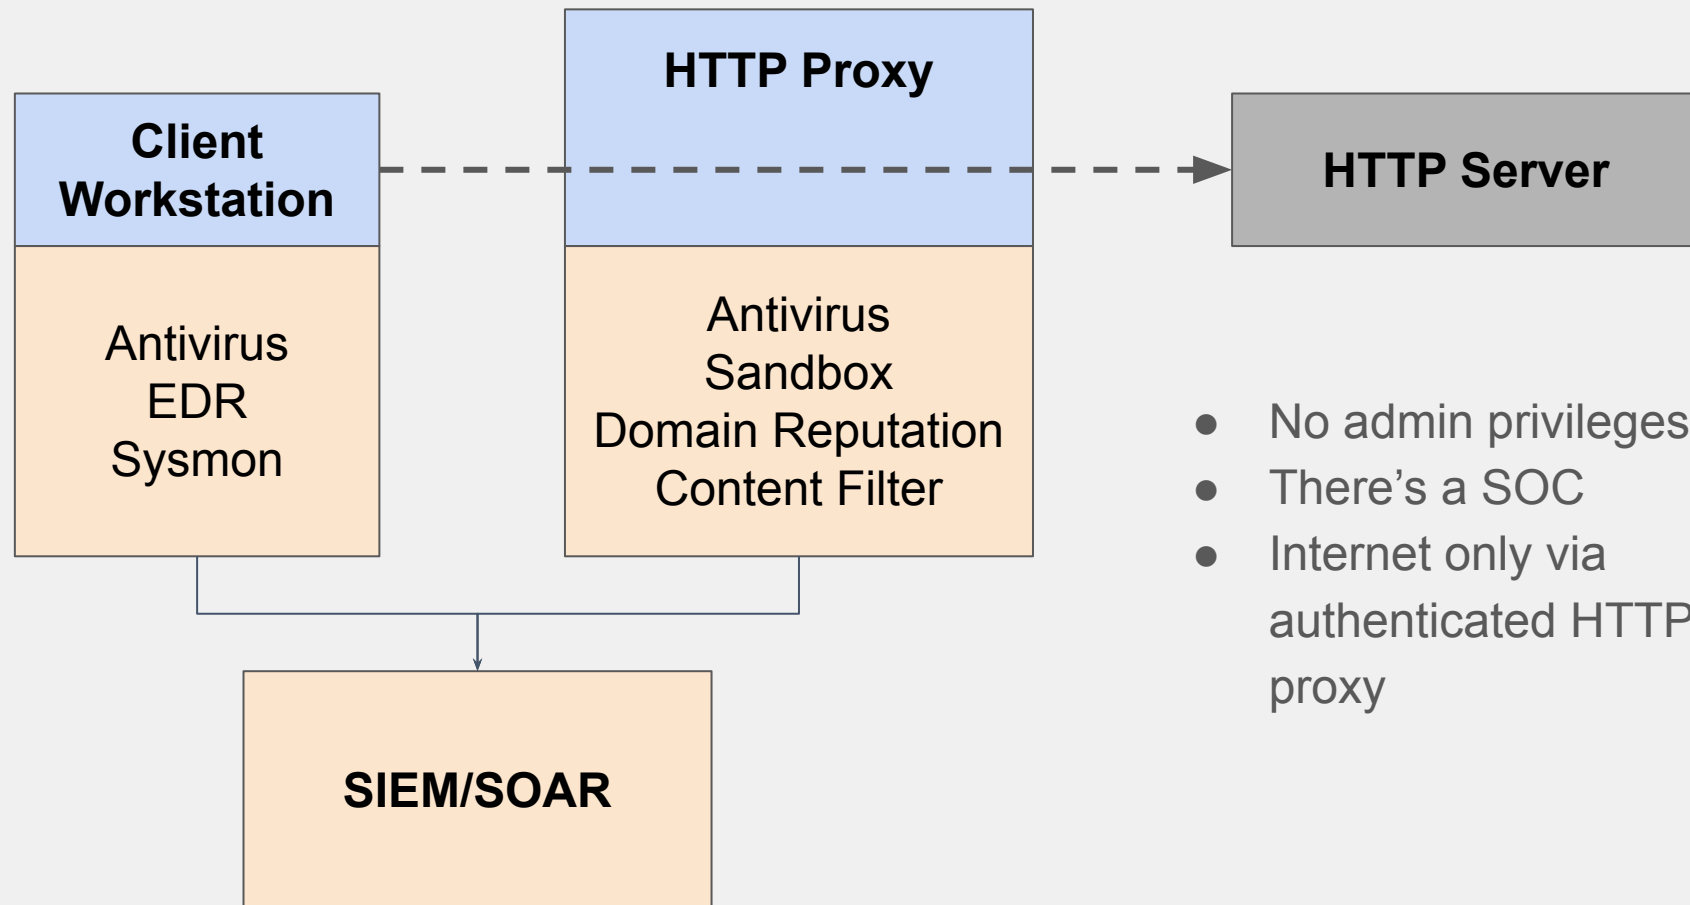 HTTP Proxy
Client
Workstation
HTTP Server
Antivirus
EDR
Sysmon
Antivirus
Sandbox
Domain Reputation
Content Filter
● No admin privileges
● There’s a SOC
● Internet only via
authenticated HTTP
proxy
SIEM/SOAR